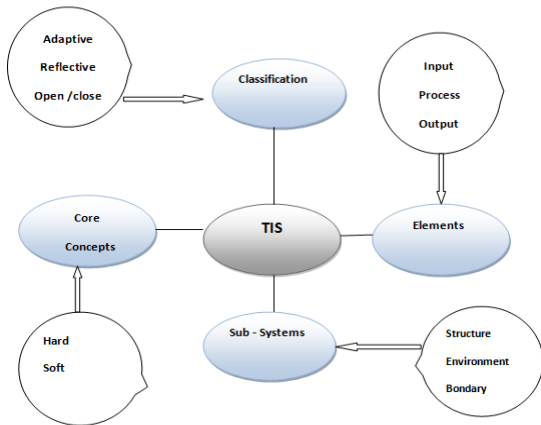 Adaptive
Reflective
Open /close
Classification
Input
Process
Output
Core
Concepts
TIS
Elements
Hard
Soft
Sub - Systems
Structure
Environment
Bondary